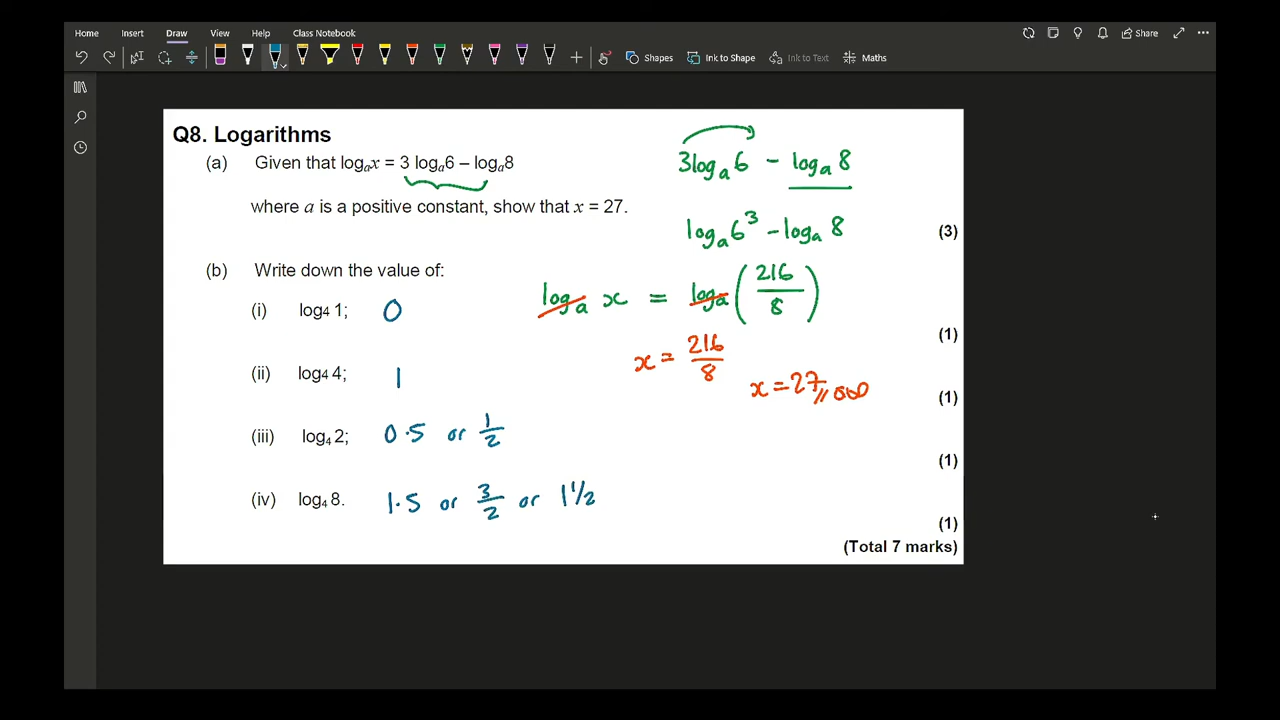 Home Insert Draw View Help Class Notebook Share
Shapes Ink to Shape Ink to Text Maths
Q8. Logarithms
(a) Given that logₐx = 3 logₐ6 – logₐ8
where a is a positive constant, show that x = 27.
(3)
3logₐ6 - logₐ8
logₐ6³ - logₐ8
logₐ x = logₐ(216/8)
x = 216/8
x = 27
(b) Write down the value of:
(i) log₄ 1; 0
(1)
(ii) log₄ 4; 1
(1)
(iii) log₄ 2; 0·5 or 1/2
(1)
(iv) log₄ 8. 1·5 or 3/2 or 1 1/2
(1)
(Total 7 marks)